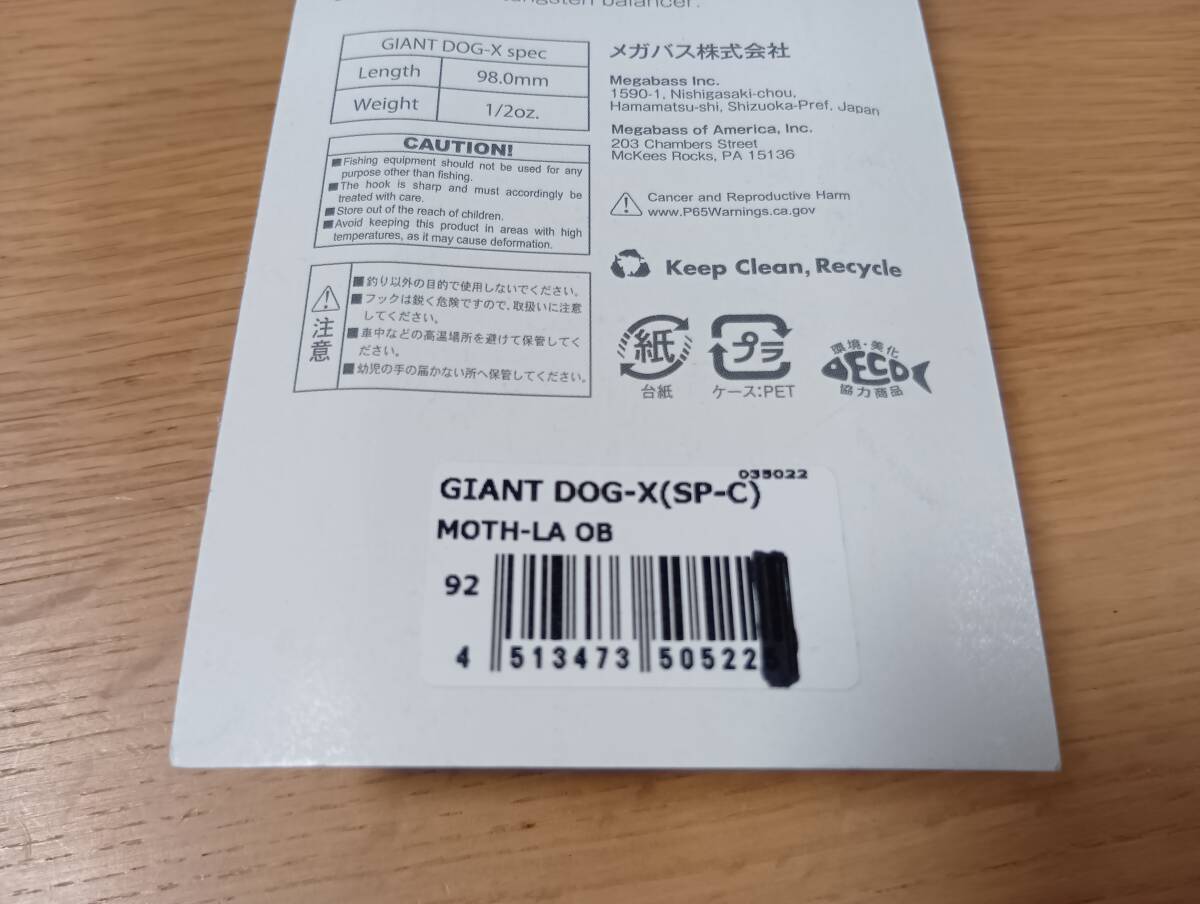 tungsten balancer.
GIANT DOG-X spec
Length 98.0mm
Weight 1/2oz.
CAUTION!
■Fishing equipment should not be used for any
purpose other than fishing.
■The hook is sharp and must accordingly be
treated with care.
■Store out of the reach of children.
■Avoid keeping this product in areas with high
temperatures, as it may cause deformation.
注意
■釣り以外の目的で使用しないでください。
■フックは鋭く危険ですので、取扱いに注意
してください。
■車中などの高温場所を避けて保管してく
ださい。
■幼児の手の届かない所へ保管してください。
メガバス株式会社
Megabass Inc.
1590-1, Nishigasaki-chou,
Hamamatsu-shi, Shizuoka-Pref, Japan
Megabass of America, Inc.
203 Chambers Street
McKees Rocks, PA 15136
Cancer and Reproductive Harm
www.P65Warnings.ca.gov
Keep Clean, Recycle
紙
台紙
プラ
ケース:PET
環境・美化
ECO
協力商品
035022
GIANT DOG-X(SP-C)
MOTH-LA OB
92
4 513473 50522